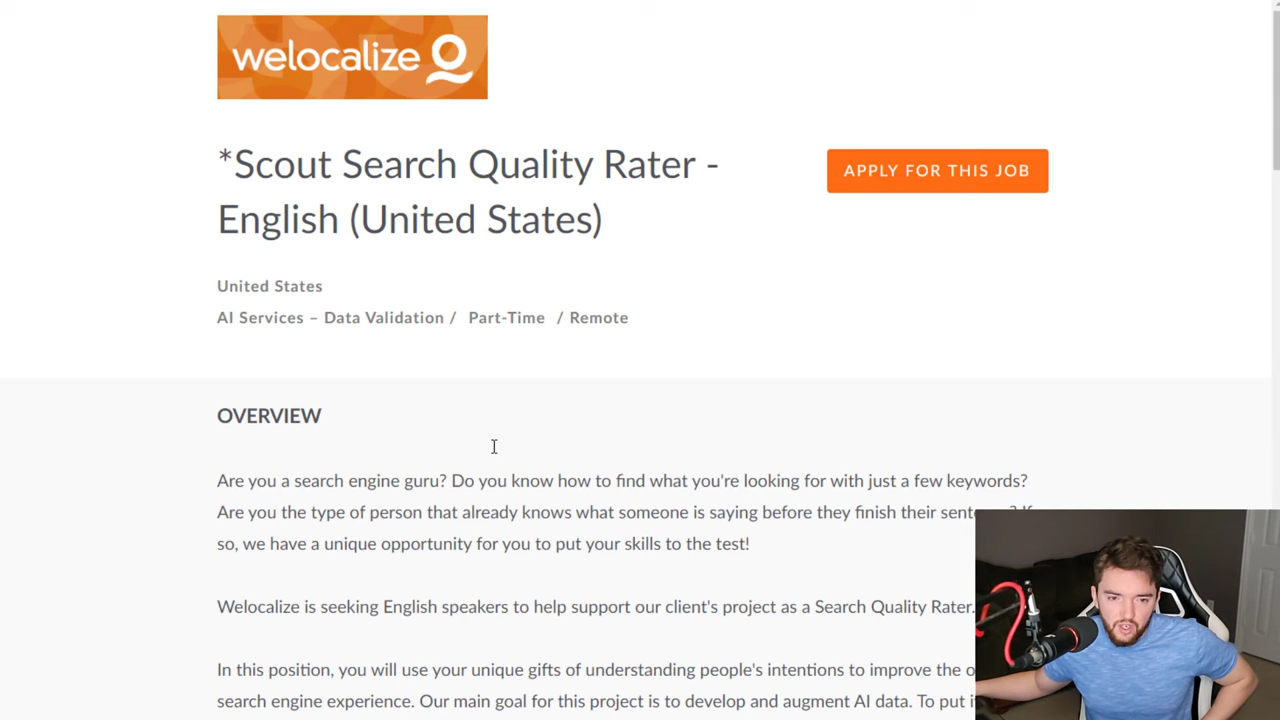 welocalize
*Scout Search Quality Rater -
English (United States)
APPLY FOR THIS JOB
United States
AI Services – Data Validation / Part-Time / Remote
OVERVIEW
Are you a search engine guru? Do you know how to find what you're looking for with just a few keywords?
Are you the type of person that already knows what someone is saying before they finish their
so, we have a unique opportunity for you to put your skills to the test!
Welocalize is seeking English speakers to help support our client's project as a Search Quality Rater.
In this position, you will use your unique gifts of understanding people's intentions to improve the
search engine experience. Our main goal for this project is to develop and augment AI data. To put